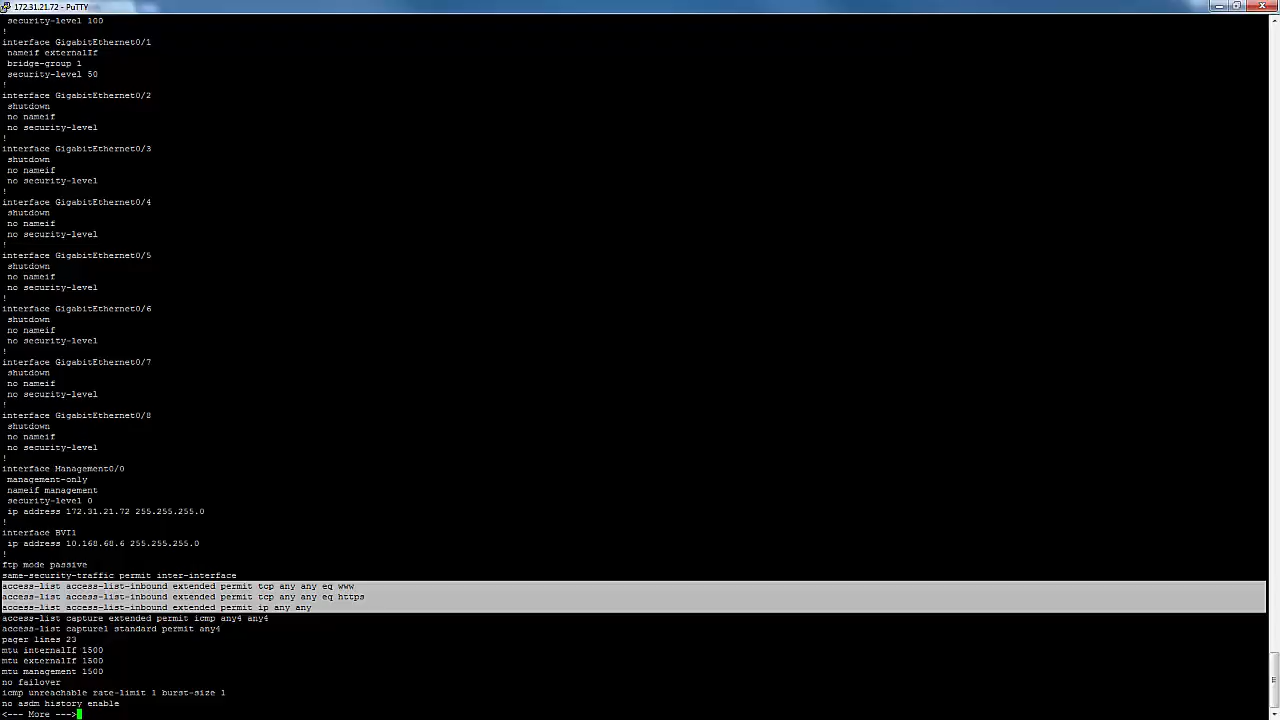 172.31.21.72 - PuTTY
security-level 100
!
interface GigabitEthernet0/1
nameif externalIf
bridge-group 1
security-level 50
!
interface GigabitEthernet0/2
shutdown
no nameif
no security-level
!
interface GigabitEthernet0/3
shutdown
no nameif
no security-level
!
interface GigabitEthernet0/4
shutdown
no nameif
no security-level
!
interface GigabitEthernet0/5
shutdown
no nameif
no security-level
!
interface GigabitEthernet0/6
shutdown
no nameif
no security-level
!
interface GigabitEthernet0/7
shutdown
no nameif
no security-level
!
interface GigabitEthernet0/8
shutdown
no nameif
no security-level
!
interface Management0/0
management-only
nameif management
security-level 0
ip address 172.31.21.72 255.255.255.0
!
interface BVI1
ip address 10.168.68.6 255.255.255.0
!
ftp mode passive
same-security-traffic permit inter-interface
access-list access-list-inbound extended permit tcp any any eq www
access-list access-list-inbound extended permit tcp any any eq https
access-list access-list-inbound extended permit ip any any
access-list capture extended permit icmp any4 any4
access-list capture1 standard permit any4
pager lines 23
mtu internalIf 1500
mtu externalIf 1500
mtu management 1500
no failover
icmp unreachable rate-limit 1 burst-size 1
no asdm history enable
<--- More --->